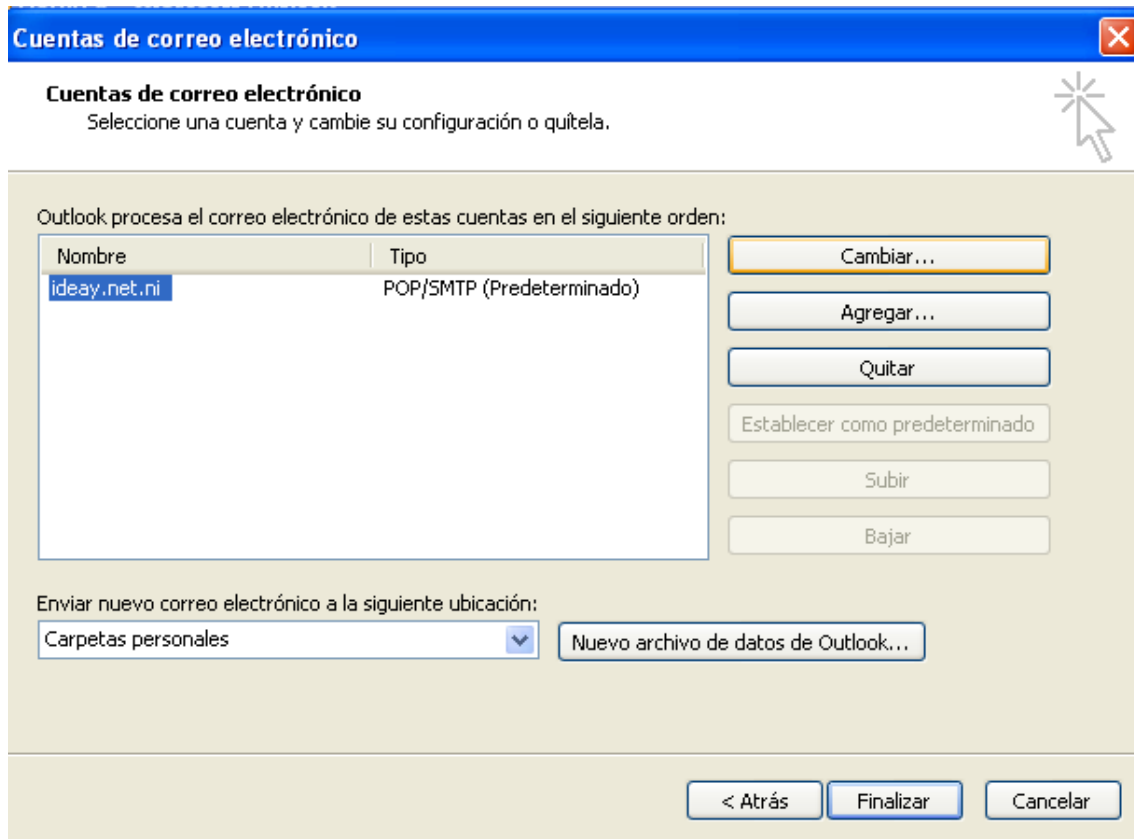 Cuentas de correo electrónico
Cuentas de correo electrónico
Seleccione una cuenta y cambie su configuración o quítela.
Outlook procesa el correo electrónico de estas cuentas en el siguiente orden:
Nombre Tipo
ideay.net.ni POP/SMTP (Predeterminado)
Cambiar...
Agregar...
Quitar
Establecer como predeterminado
Subir
Bajar
Enviar nuevo correo electrónico a la siguiente ubicación:
Carpetas personales Nuevo archivo de datos de Outlook...
< Atrás Finalizar Cancelar